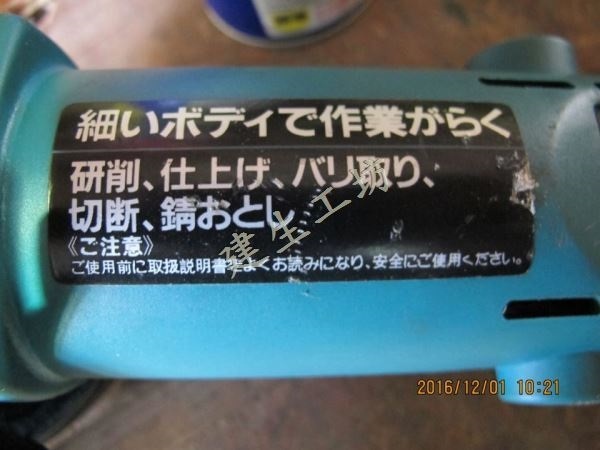 細いボディで作業がらく
研削、仕上げ、バリ取り、
切断、錆おとし
《ご注意》
ご使用前に取扱説明書をよくお読みになり、安全にご使用ください。
建生工坊
2016/12/01 10:21